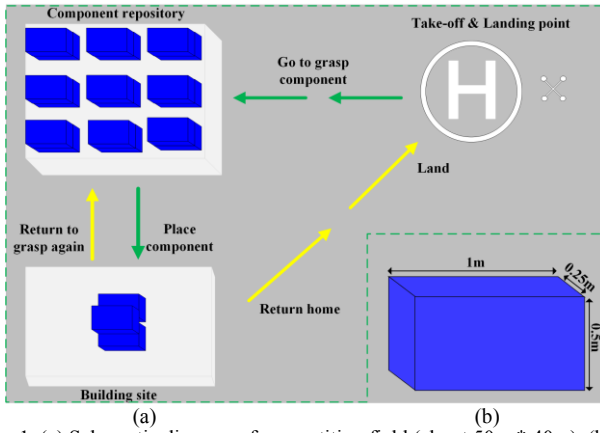 Component repository
Take-off & Landing point
Go to grasp
component
H
Land
Return to
grasp again
Place
component
Return home
1m
0.25m
0.5m
Building site
(a)
(b)